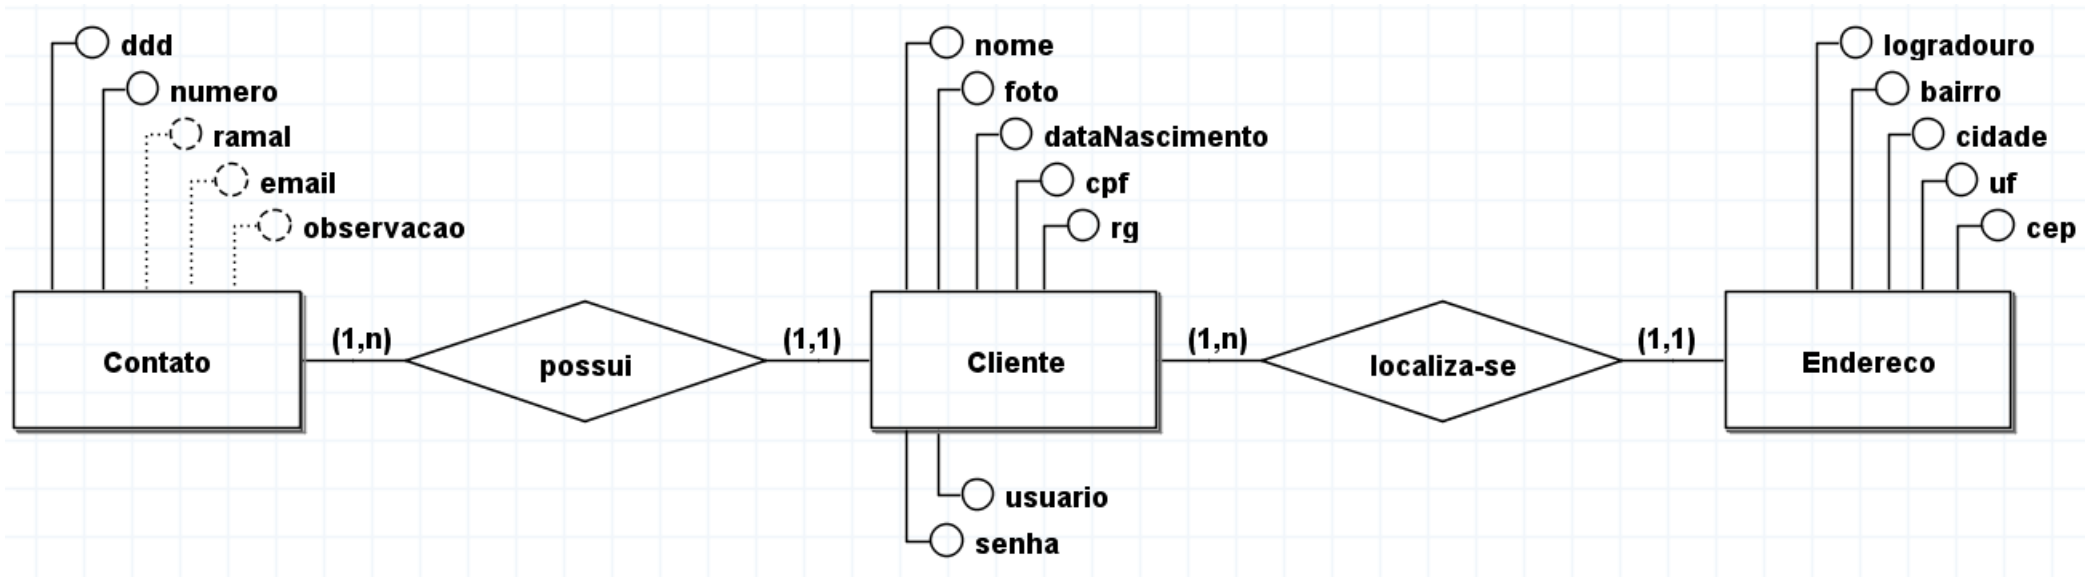 ddd
numero
ramal
email
observacao
nome
foto
dataNascimento
cpf
rg
logradouro
bairro
cidade
uf
cep
Contato
(1,n)
possui
(1,1)
Cliente
(1,n)
localiza-se
(1,1)
Endereco
usuario
senha